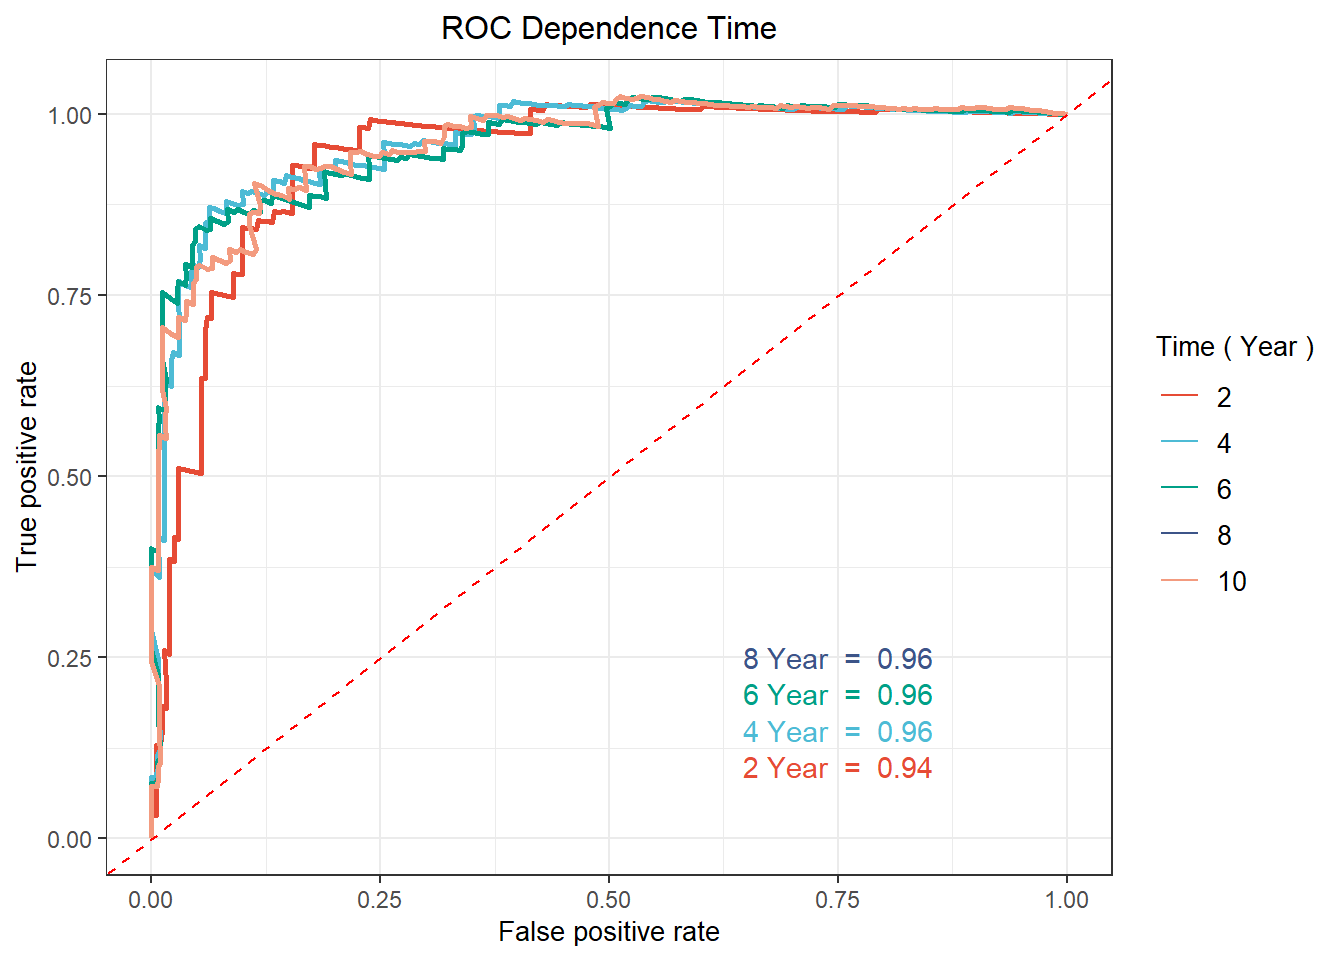 ROC Dependence Time
True positive rate
1.00
0.75
0.50
0.25
0.00
8 Year = 0.96
6 Year = 0.96
4 Year = 0.96
2 Year = 0.94
0.00 0.25 0.50 0.75 1.00
False positive rate
Time ( Year )
2
4
6
8
10